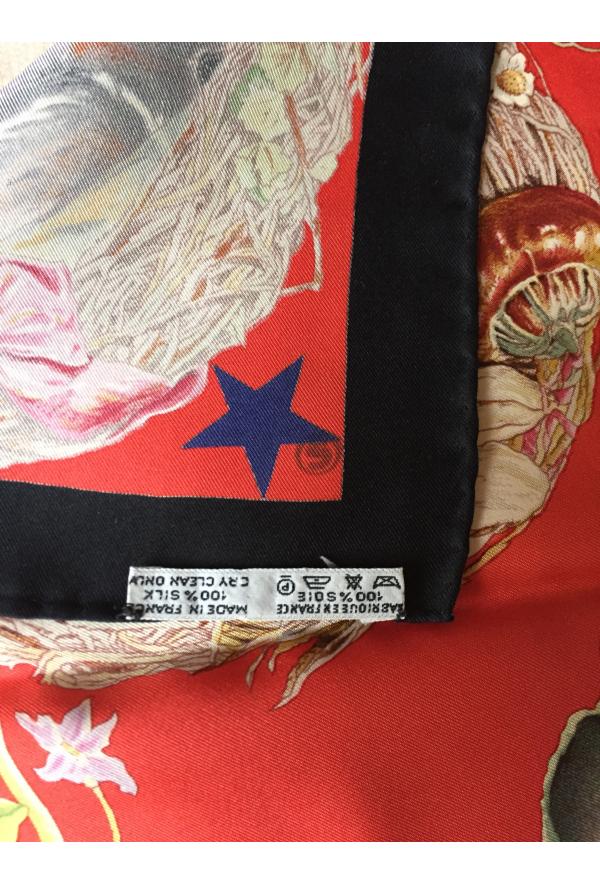 FABRIQUE EN FRANCE MADE IN FRANCE
100% SOIE 100% SILK
P DRY CLEAN ONLY